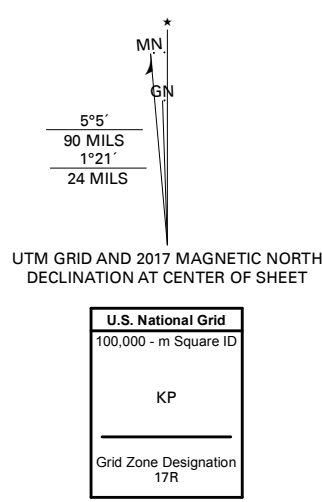 ★
MN
GN
5°5´
90 MILS
1°21´
24 MILS
UTM GRID AND 2017 MAGNETIC NORTH
DECLINATION AT CENTER OF SHEET
U.S. National Grid
100,000 - m Square ID
KP
Grid Zone Designation
17R